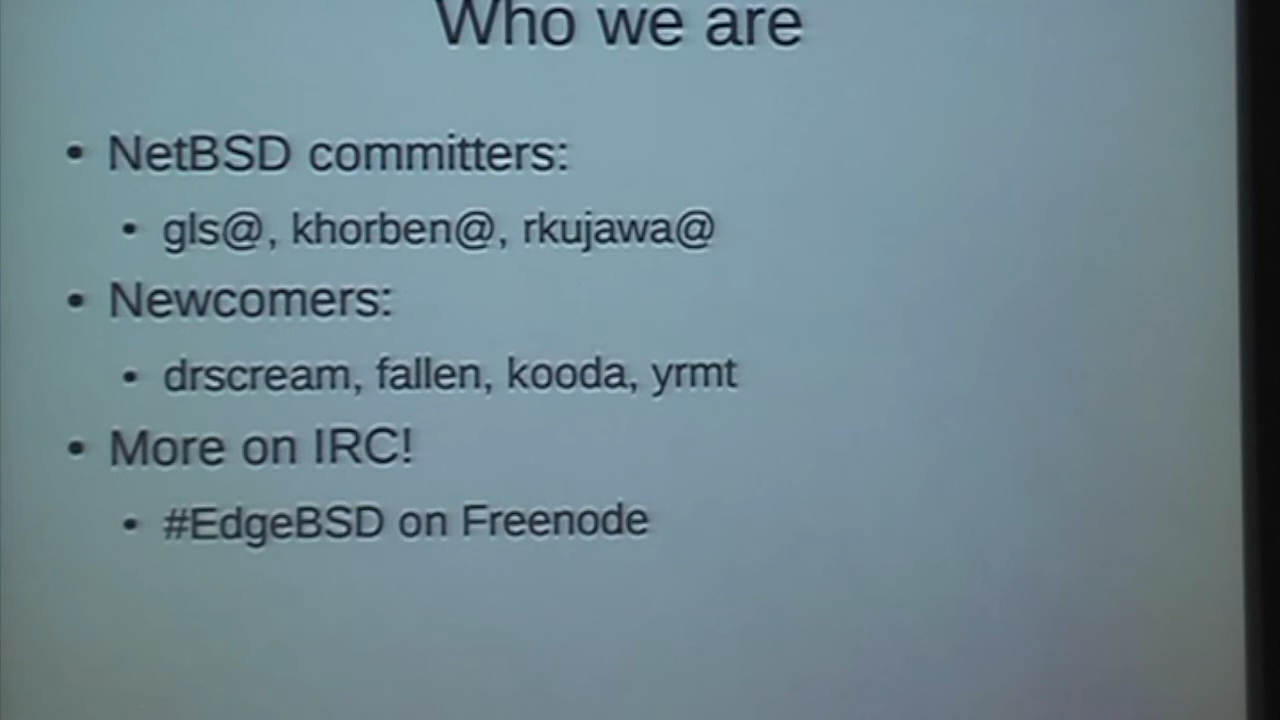 Who we are
• NetBSD committers:
• gls@, khorben@, rkujawa@
• Newcomers:
• drscream, fallen, kooda, yrmt
• More on IRC!
• #EdgeBSD on Freenode